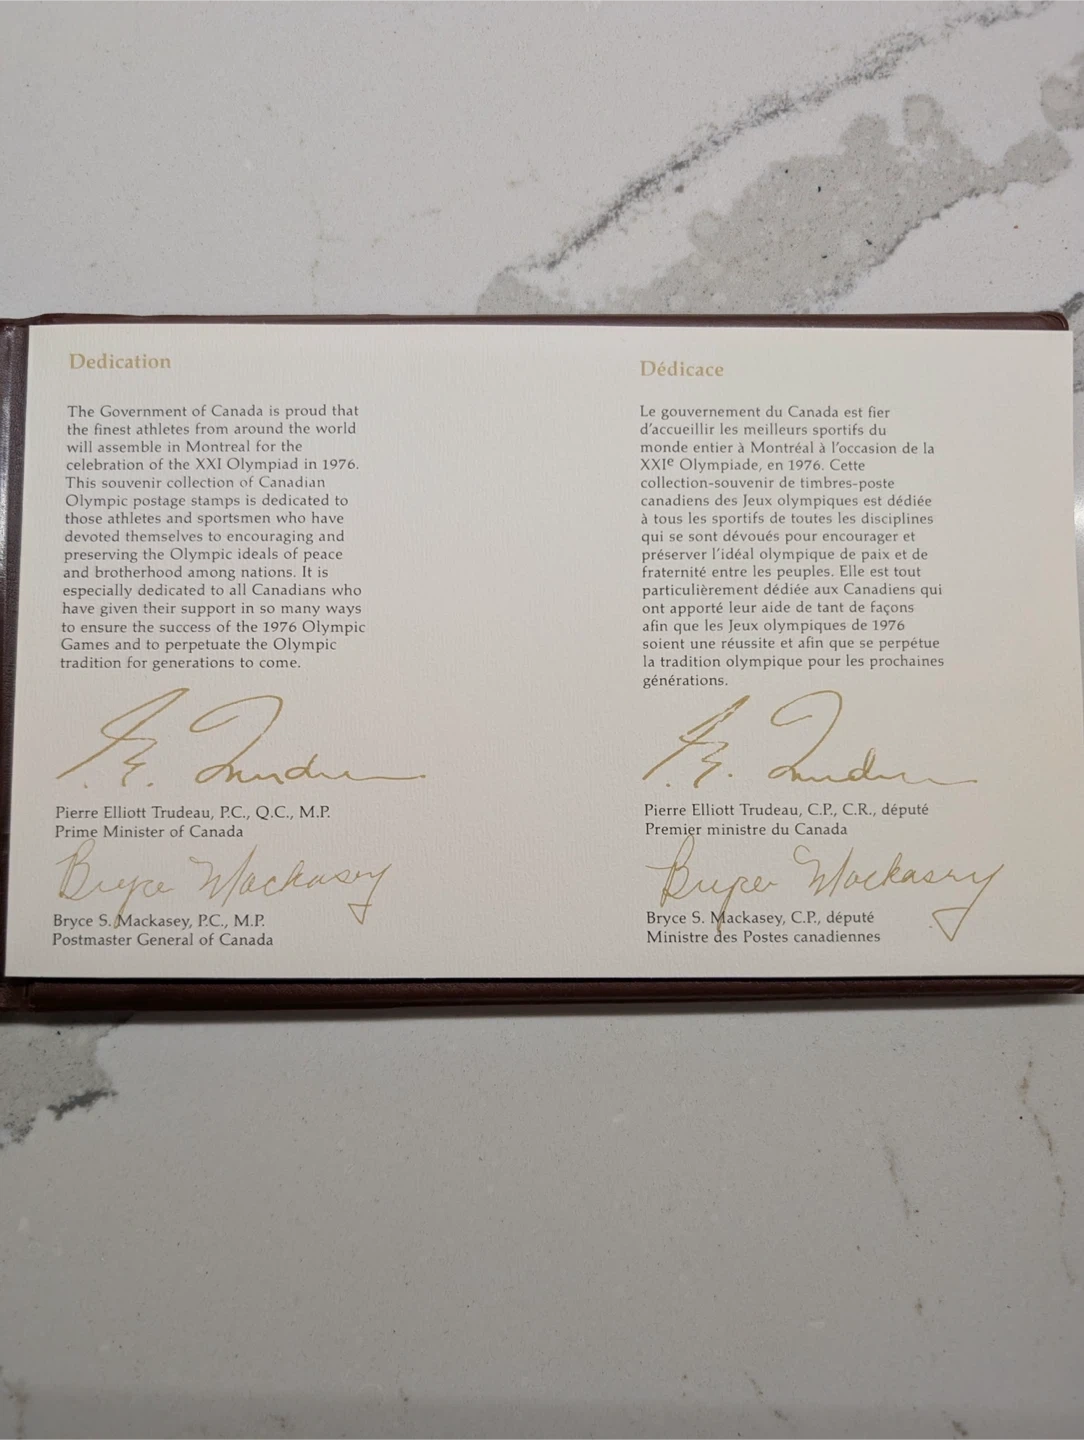 Dedication
The Government of Canada is proud that
the finest athletes from around the world
will assemble in Montreal for the
celebration of the XXI Olympiad in 1976.
This souvenir collection of Canadian
Olympic postage stamps is dedicated to
those athletes and sportsmen who have
devoted themselves to encouraging and
preserving the Olympic ideals of peace
and brotherhood among nations. It is
especially dedicated to all Canadians who
have given their support in so many ways
to ensure the success of the 1976 Olympic
Games and to perpetuate the Olympic
tradition for generations to come.
P. E. Trudeau
Pierre Elliott Trudeau, P.C., Q.C., M.P.
Prime Minister of Canada
Bryce Mackasey
Bryce S. Mackasey, P.C., M.P.
Postmaster General of Canada
Dédicace
Le gouvernement du Canada est fier
d'accueillir les meilleurs sportifs du
monde entier à Montréal à l'occasion de la
XXIe Olympiade, en 1976. Cette
collection-souvenir de timbres-poste
canadiens des Jeux olympiques est dédiée
à tous les sportifs de toutes les disciplines
qui se sont dévoués pour encourager et
préserver l'idéal olympique de paix et de
fraternité entre les peuples. Elle est tout
particulièrement dédiée aux Canadiens qui
ont apporté leur aide de tant de façons
afin que les Jeux olympiques de 1976
soient une réussite et afin que se perpétue
la tradition olympique pour les prochaines
générations.
P. E. Trudeau
Pierre Elliott Trudeau, C.P., C.R., député
Premier ministre du Canada
Bryce Mackasey
Bryce S. Mackasey, C.P., député
Ministre des Postes canadiennes